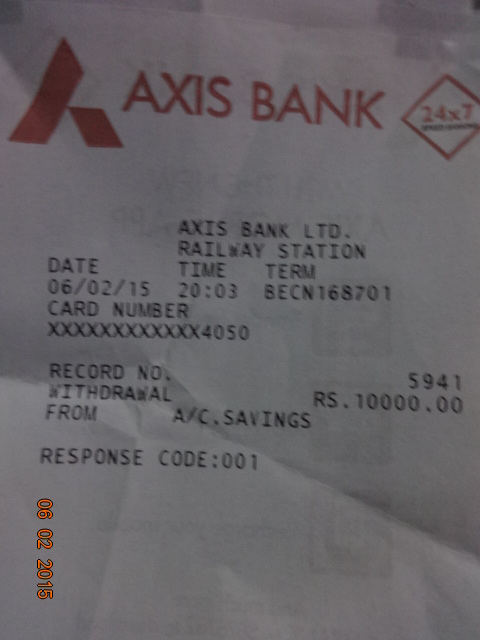 AXIS BANK
24x7
AXIS BANK LTD.
RAILWAY STATION
DATE TIME TERM
06/02/15 20:03 BECN168701
CARD NUMBER
XXXXXXXXXXXX4050
RECORD NO. 5941
WITHDRAWAL RS.10000.00
FROM A/C.SAVINGS
RESPONSE CODE:001
06 02 2015